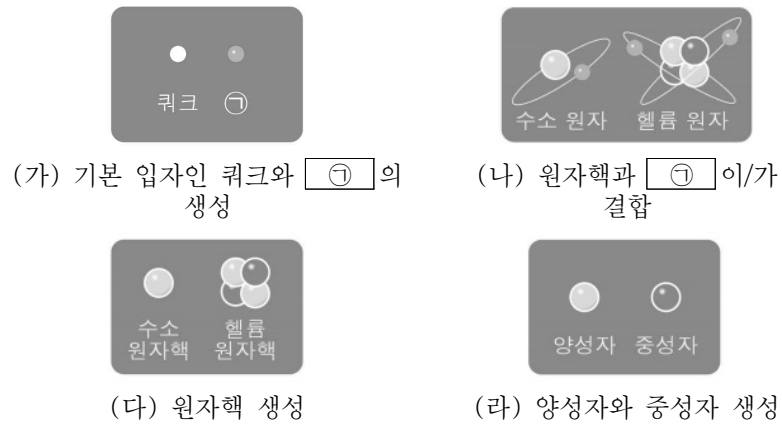 쿼크 ㉠
수소 원자 헬륨 원자
(가) 기본 입자인 쿼크와 ㉠ 의
생성
(나) 원자핵과 ㉠ 이/가
결합
수소
원자핵
헬륨
원자핵
양성자 중성자
(다) 원자핵 생성
(라) 양성자와 중성자 생성